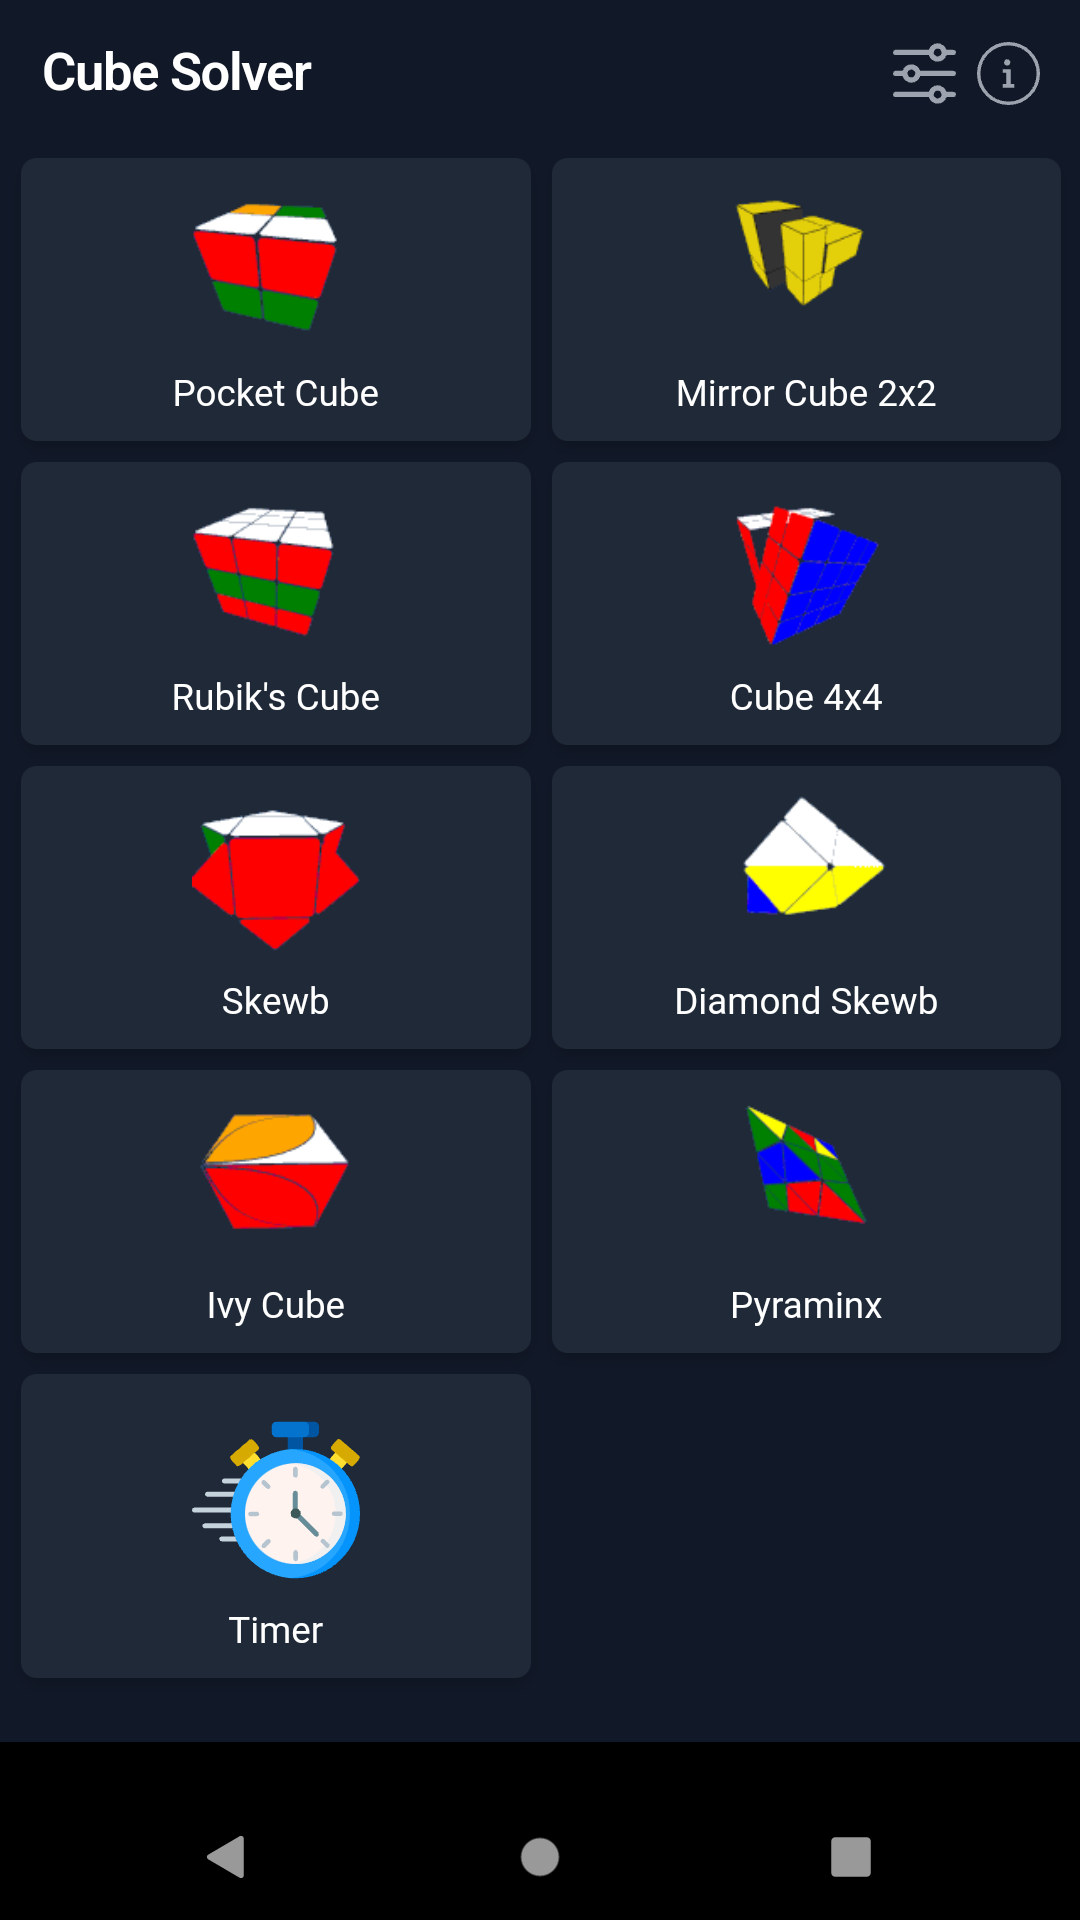 Cube Solver
Pocket Cube
Mirror Cube 2x2
Rubik's Cube
Cube 4x4
Skewb
Diamond Skewb
Ivy Cube
Pyraminx
Timer